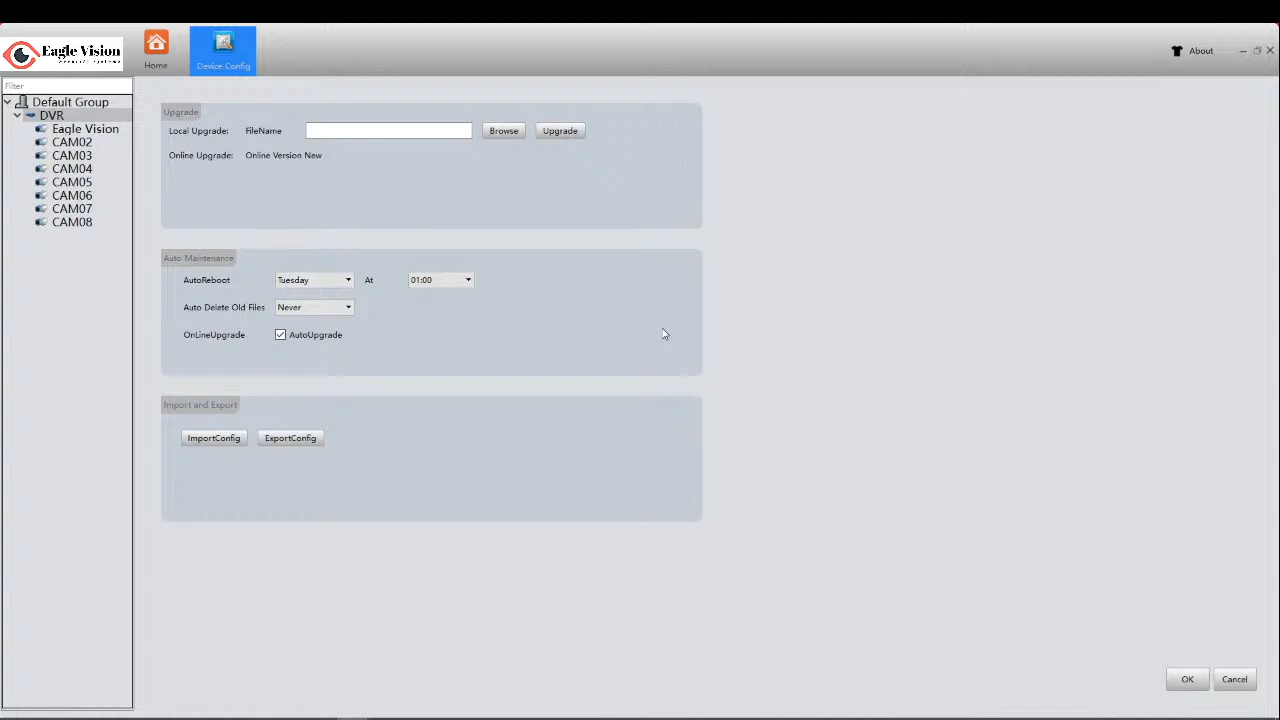 Eagle Vision
Home
Device Config
About
Filter
Default Group
DVR
Eagle Vision
CAM02
CAM03
CAM04
CAM05
CAM06
CAM07
CAM08
Upgrade
Local Upgrade: FileName Browse Upgrade
Online Upgrade: Online Version New
Auto Maintenance
AutoReboot Tuesday At 01:00
Auto Delete Old Files Never
OnLineUpgrade AutoUpgrade
Import and Export
ImportConfig ExportConfig
OK Cancel